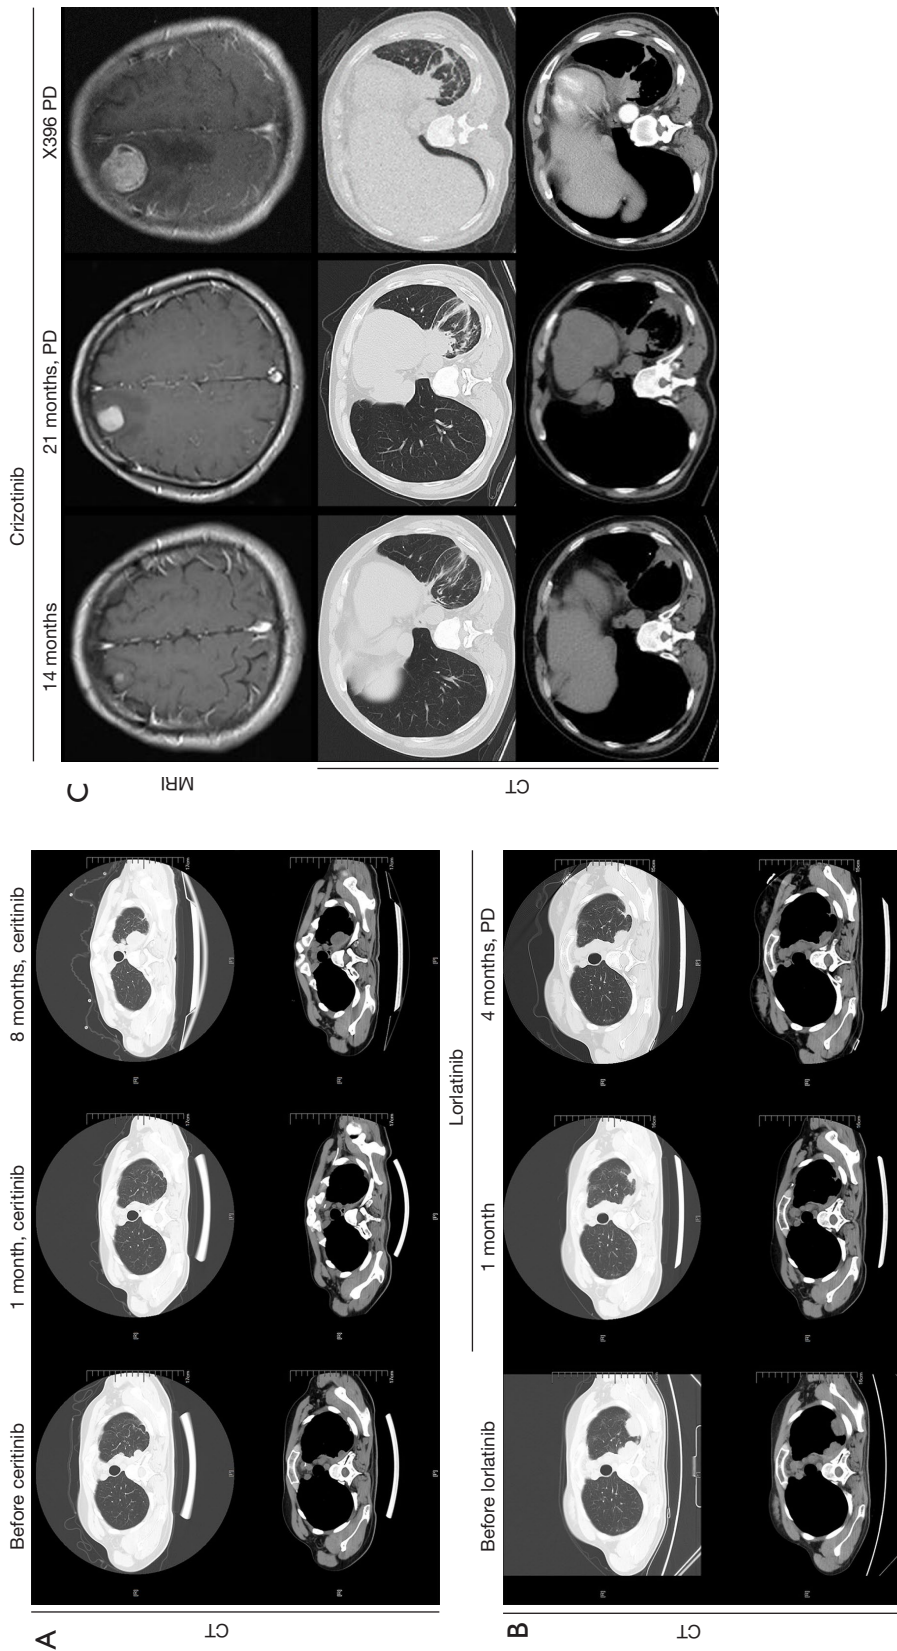 A
Before ceritinib
1 month, ceritinib
8 months, ceritinib
CT
[R]
[R]
[R]
[P]
[P]
[P]
[R]
[R]
[R]
[P]
[P]
[P]
B
Before lorlatinib
Lorlatinib
1 month
4 months, PD
CT
[R]
[R]
[R]
[P]
[P]
[R]
[R]
[R]
C
Crizotinib
14 months
21 months, PD
X396 PD
MRI
CT